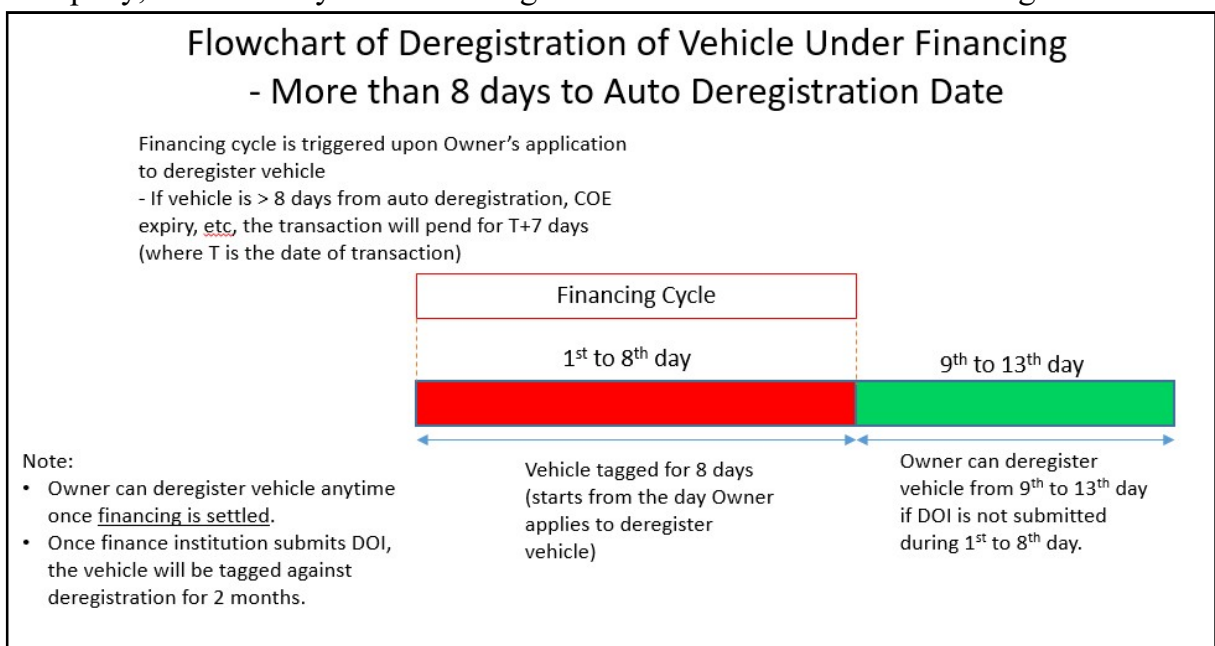 Flowchart of Deregistration of Vehicle Under Financing
- More than 8 days to Auto Deregistration Date
Financing cycle is triggered upon Owner's application
to deregister vehicle
- If vehicle is > 8 days from auto deregistration, COE
expiry, etc, the transaction will pend for T+7 days
(where T is the date of transaction)
Financing Cycle
1st to 8th day
9th to 13th day
Note:
• Owner can deregister vehicle anytime
once financing is settled.
• Once finance institution submits DOI,
the vehicle will be tagged against
deregistration for 2 months.
Vehicle tagged for 8 days
(starts from the day Owner
applies to deregister
vehicle)
Owner can deregister
vehicle from 9th to 13th day
if DOI is not submitted
during 1st to 8th day.